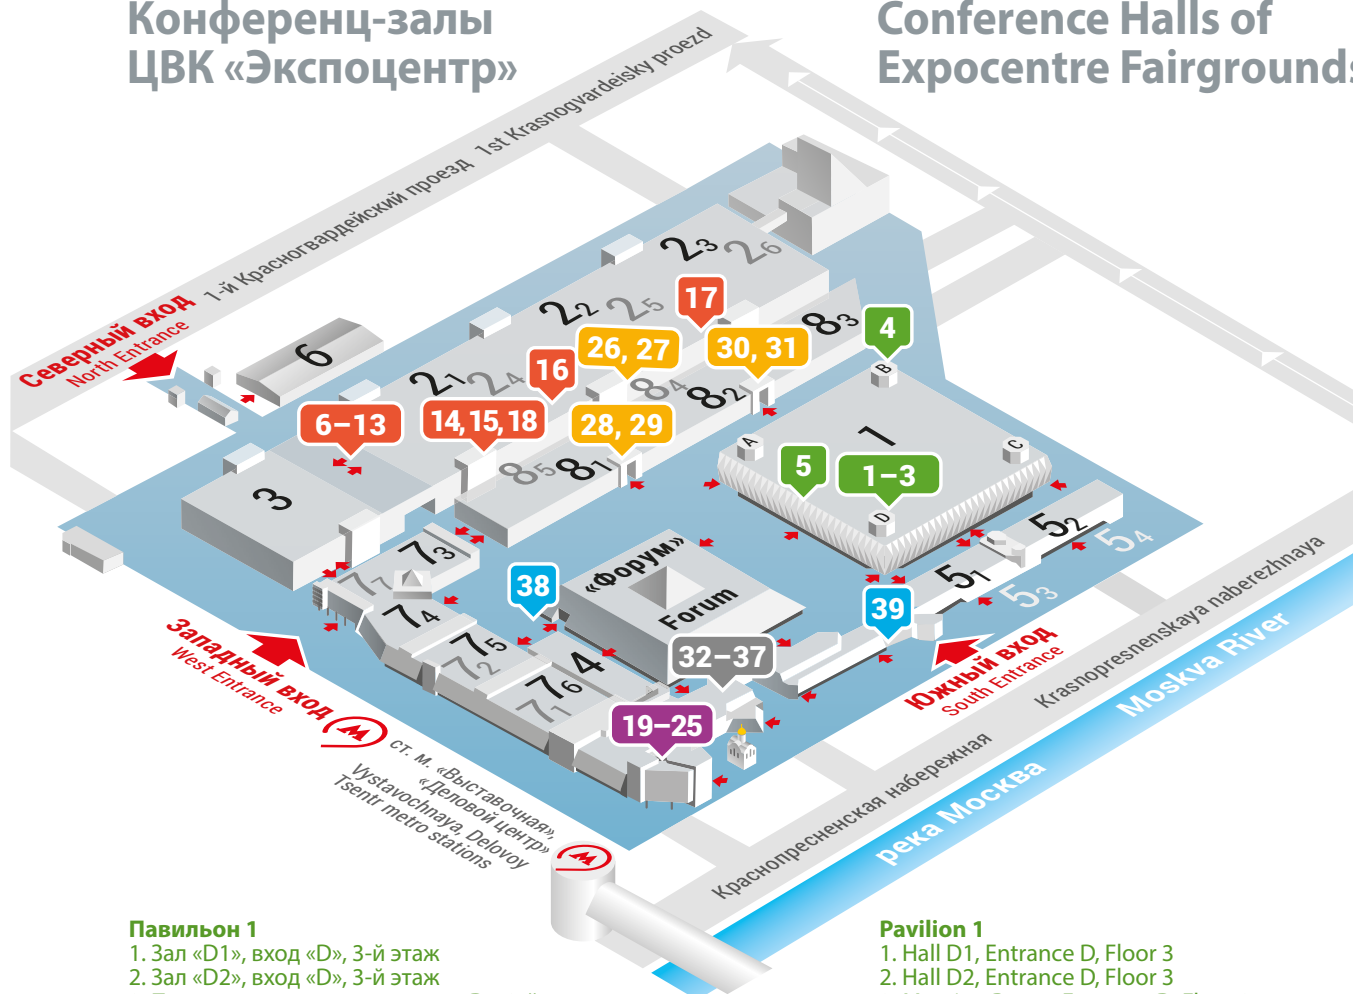 Конференц-залы
ЦВК «Экспоцентр»
Conference Halls of
Expocentre Fairgrounds
1-й Красногвардейский проезд 1st Krasnogvardeisky proezd
Северный вход
North Entrance
6
2₃
2₆
2₂
2₅
17
8₃
4
26, 27
30, 31
B
2₁
2₄
16
8₄
8₂
6–13
14, 15, 18
28, 29
1
A
C
5
1–3
D
3
8₅
8₁
5₂
5₄
7₃
7₇
«Форум»
Forum
38
5₁
5₃
39
7₄
7₅
7₂
4
7₆
7₁
32–37
19–25
Западный вход
West Entrance
Южный вход
South Entrance
ст. м. «Выставочная»,
«Деловой центр»
Vystavochnaya, Delovoy
Tsentr metro stations
Краснопресненская набережная Krasnopresnenskaya naberezhnaya
река Москва Moskva River
Павильон 1
1. Зал «D1», вход «D», 3-й этаж
2. Зал «D2», вход «D», 3-й этаж
Pavilion 1
1. Hall D1, Entrance D, Floor 3
2. Hall D2, Entrance D, Floor 3